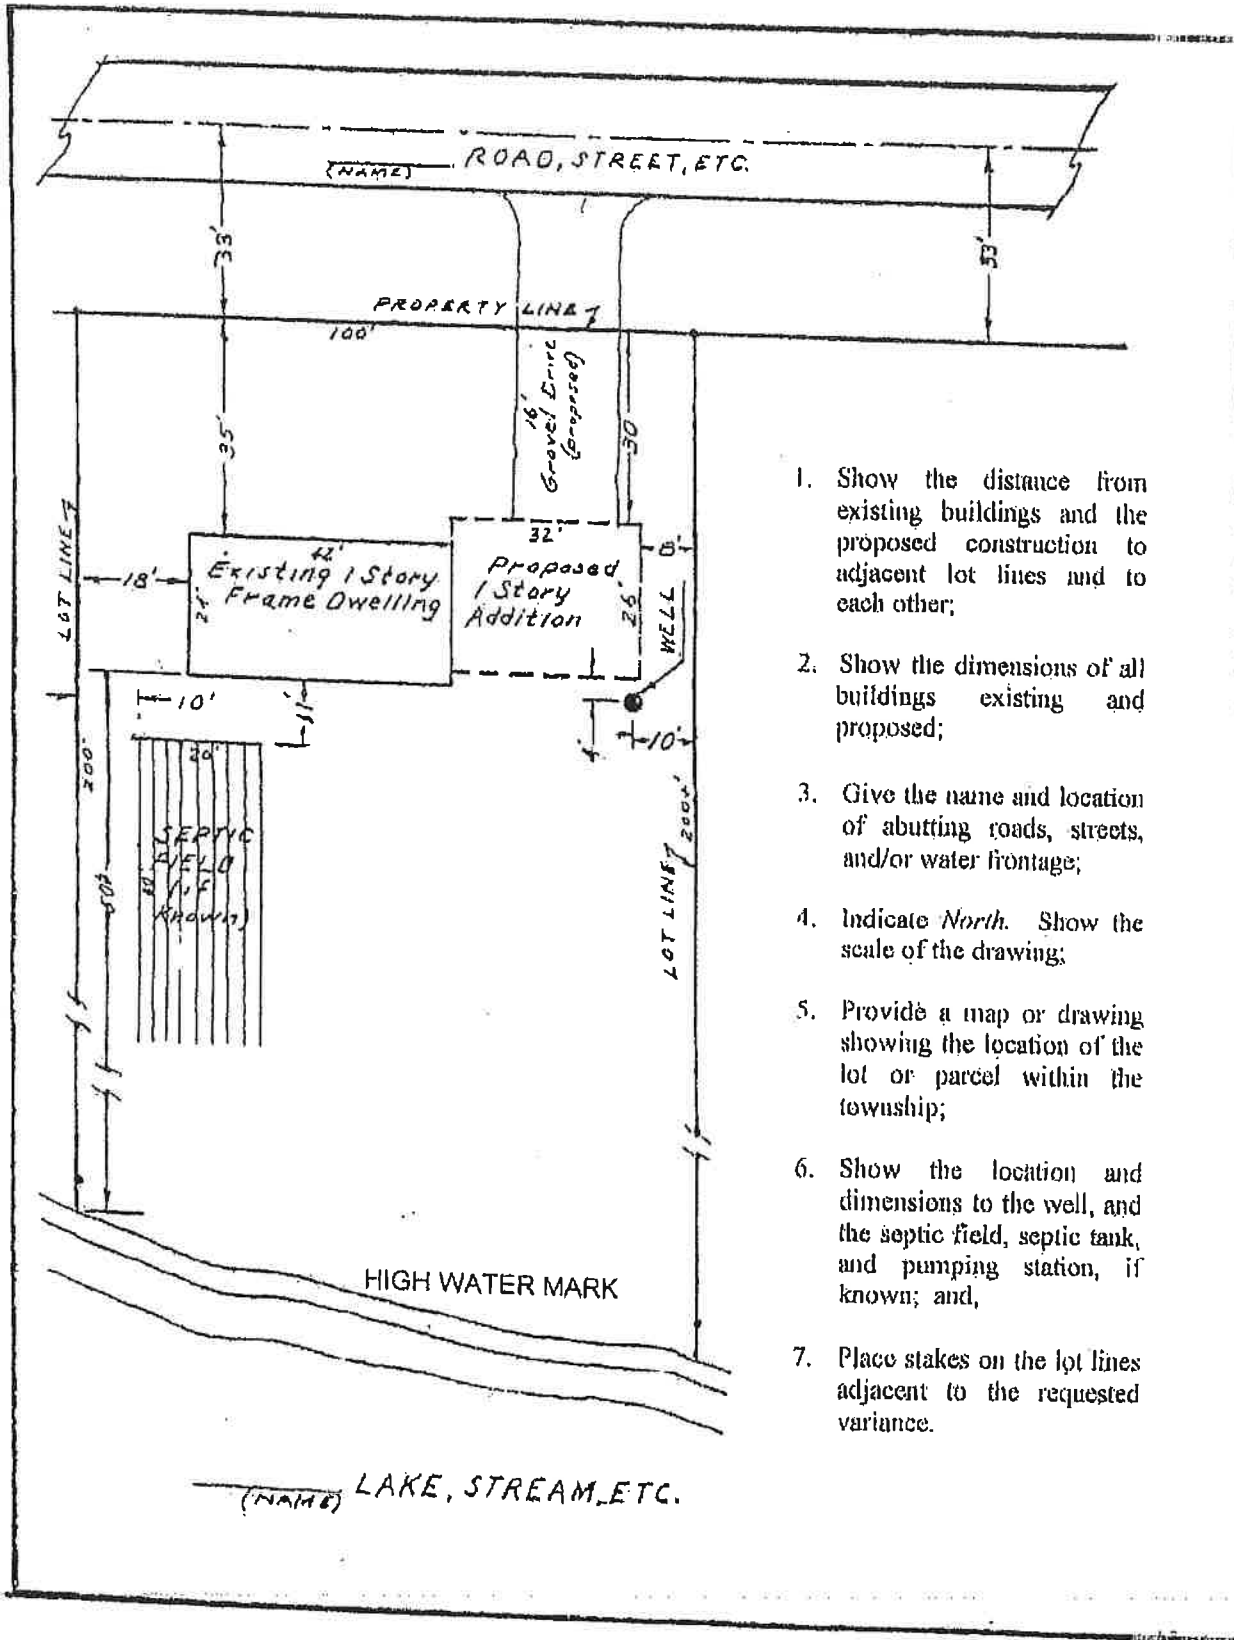 (NAME) ROAD, STREET, ETC.
33'
33'
PROPERTY LINE
100'
16'
Gravel Drive
(proposed)
35'
30
LOT LINE
18'
42'
Existing 1 Story
Frame Dwelling
24'
32'
Proposed
1 Story
Addition
26'
8'
WELL
10'
11'
4'
10'
20'
200'
SEPTIC
FIELD
(IF
Known)
LOT LINE
200+'
HIGH WATER MARK
(NAME) LAKE, STREAM, ETC.
1. Show the distance from
existing buildings and the
proposed construction to
adjacent lot lines and to
each other;
2. Show the dimensions of all
buildings existing and
proposed;
3. Give the name and location
of abutting roads, streets,
and/or water frontage;
4. Indicate North. Show the
scale of the drawing;
5. Provide a map or drawing
showing the location of the
lot or parcel within the
township;
6. Show the location and
dimensions to the well, and
the septic field, septic tank,
and pumping station, if
known; and,
7. Place stakes on the lot lines
adjacent to the requested
variance.